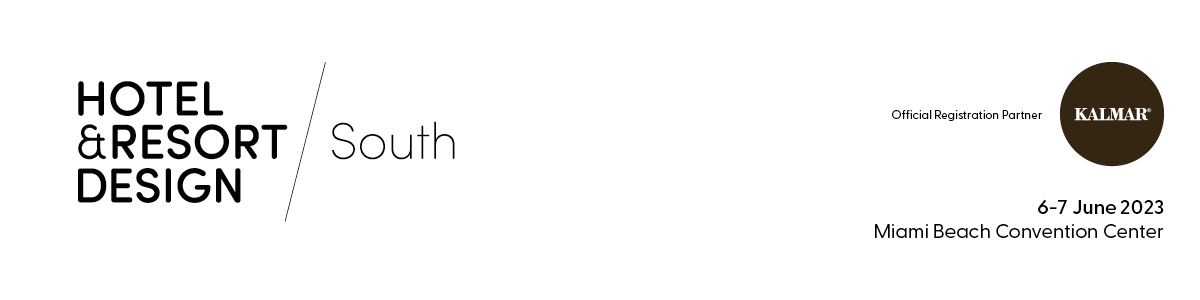 HOTEL
&RESORT
DESIGN
South
Official Registration Partner
KALMAR®
6-7 June 2023
Miami Beach Convention Center